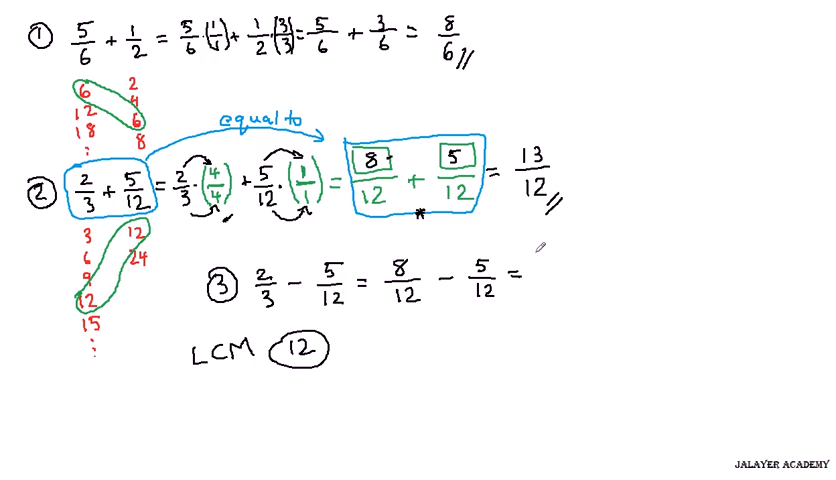 ① 5/6 + 1/2 = 5/6 · (1/1) + 1/2 · (3/3) = 5/6 + 3/6 = 8/6 //
6 2
12 4
18 6
⋮ 8
equal to
② 2/3 + 5/12 = 2/3 · (4/4) + 5/12 · (1/1) = 8/12 + 5/12 = 13/12 //
*
3 12
6 24
9
12
15
⋮
③ 2/3 - 5/12 = 8/12 - 5/12 =
LCM 12
JALAYER ACADEMY